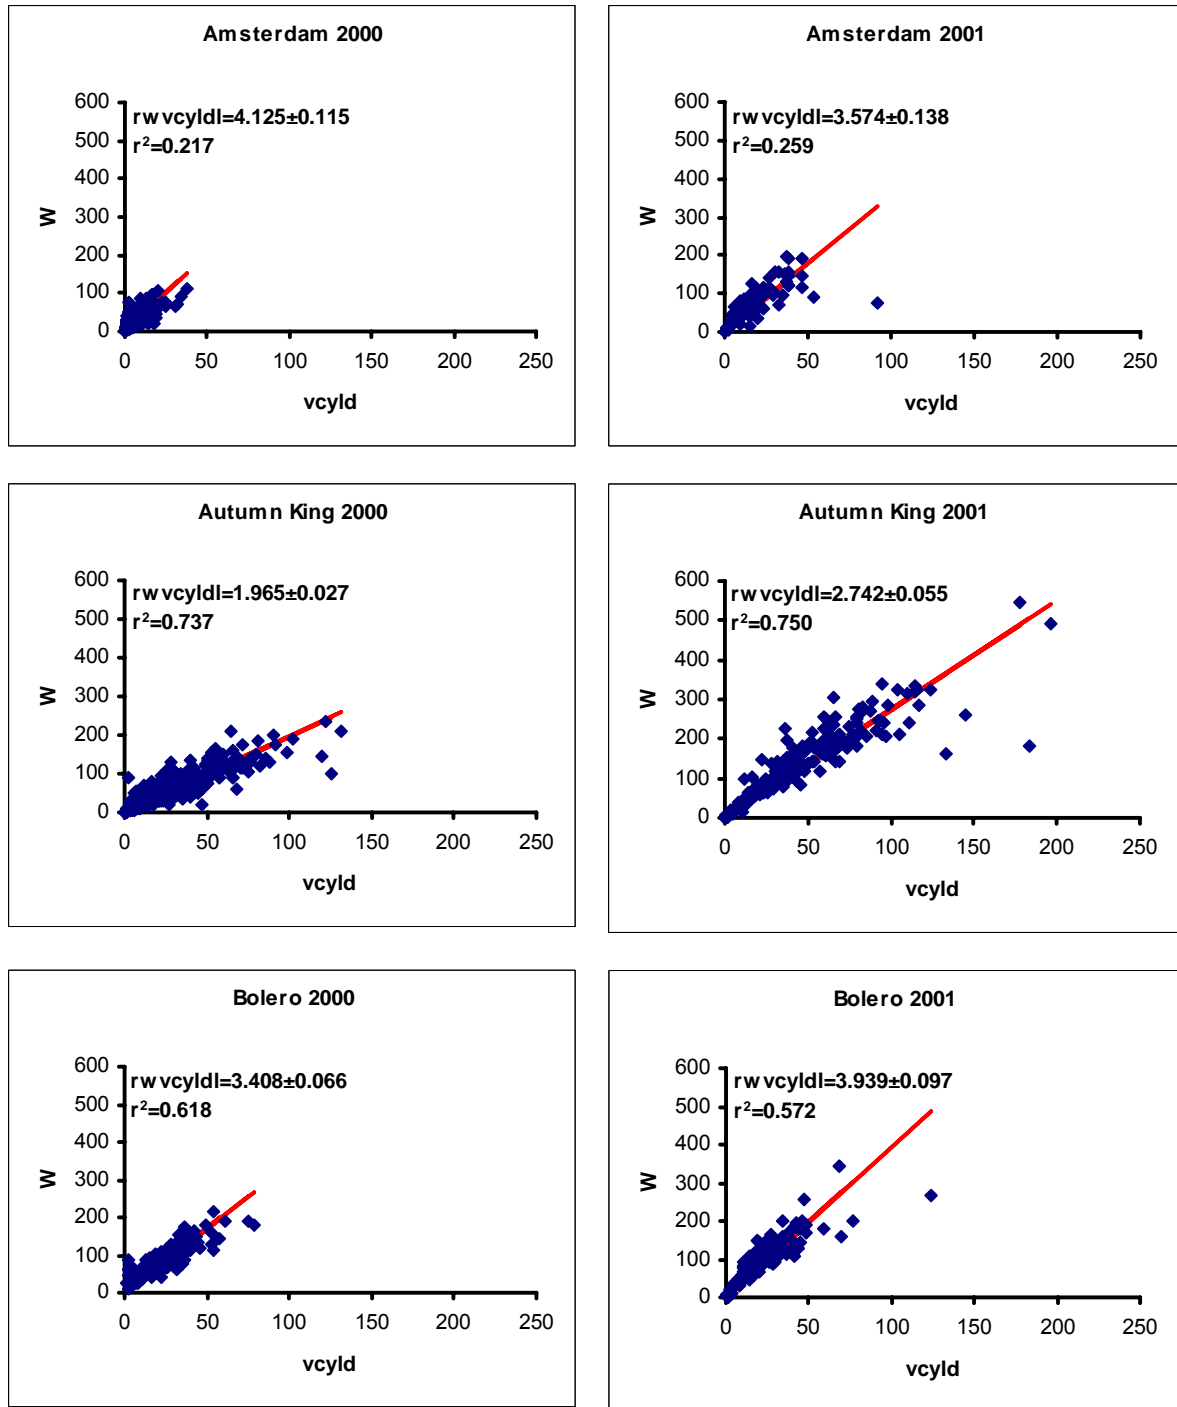 Amsterdam 2000
rwvcyldl=4.125±0.115
r²=0.217
600
500
400
300
200
100
0
W
0 50 100 150 200 250
vcyld
Amsterdam 2001
rwvcyldl=3.574±0.138
r²=0.259
600
500
400
300
200
100
0
W
0 50 100 150 200 250
vcyld
Autumn King 2000
rwvcyldl=1.965±0.027
r²=0.737
600
500
400
300
200
100
0
W
0 50 100 150 200 250
vcyld
Autumn King 2001
rwvcyldl=2.742±0.055
r²=0.750
600
500
400
300
200
100
0
W
0 50 100 150 200 250
vcyld
Bolero 2000
rwvcyldl=3.408±0.066
r²=0.618
600
500
400
300
200
100
0
W
0 50 100 150 200 250
vcyld
Bolero 2001
rwvcyldl=3.939±0.097
r²=0.572
600
500
400
300
200
100
0
W
0 50 100 150 200 250
vcyld